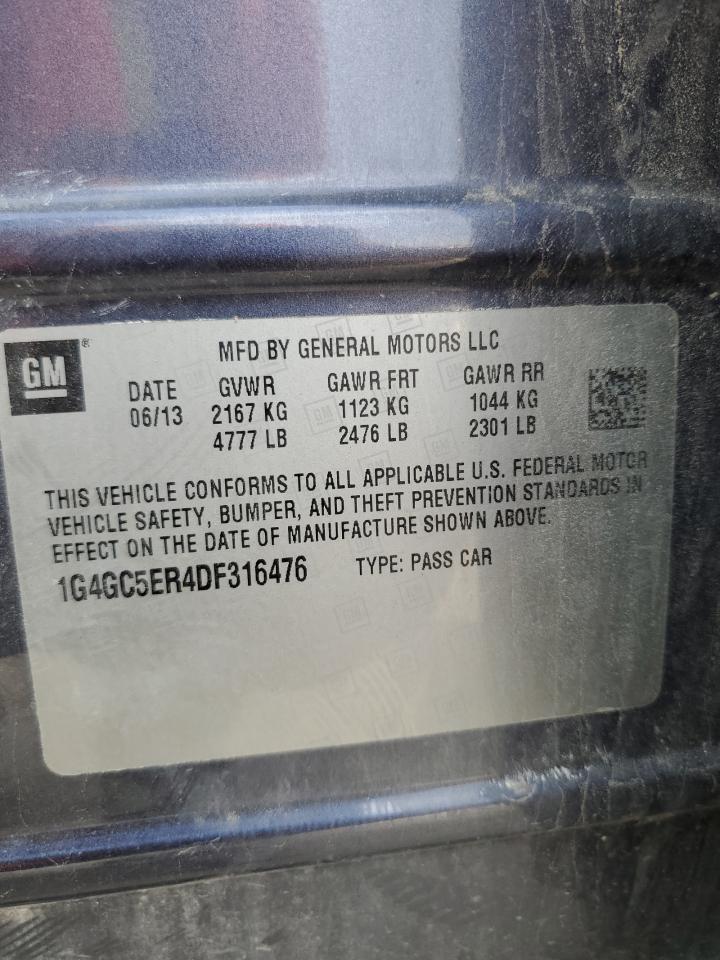 GM®
MFD BY GENERAL MOTORS LLC
DATE GVWR GAWR FRT GAWR RR
06/13 2167 KG 1123 KG 1044 KG
4777 LB 2476 LB 2301 LB
THIS VEHICLE CONFORMS TO ALL APPLICABLE U.S. FEDERAL MOTOR
VEHICLE SAFETY, BUMPER, AND THEFT PREVENTION STANDARDS IN
EFFECT ON THE DATE OF MANUFACTURE SHOWN ABOVE.
1G4GC5ER4DF316476 TYPE: PASS CAR